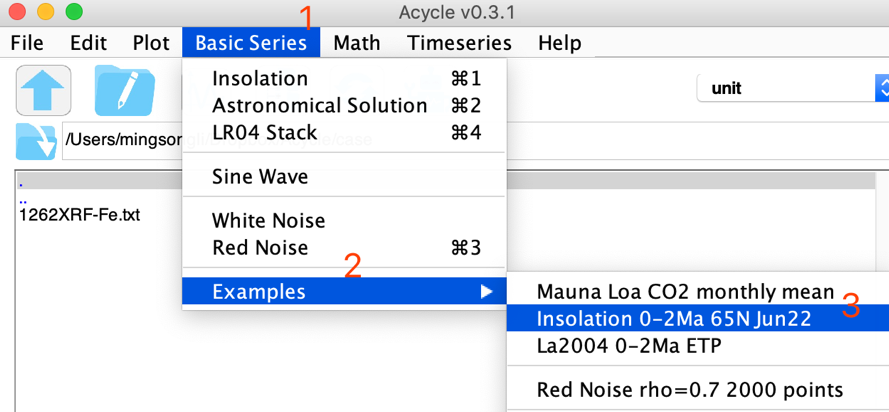 1
Acycle v0.3.1
File Edit Plot Basic Series Math Timeseries Help
Insolation ⌘1
Astronomical Solution ⌘2
LR04 Stack ⌘4
unit
/Users/mingsong
case
Sine Wave
.
..
1262XRF-Fe.txt
White Noise
Red Noise ⌘3
2
Examples ▶
Mauna Loa CO2 monthly mean
3
Insolation 0-2Ma 65N Jun22
La2004 0-2Ma ETP
Red Noise rho=0.7 2000 points